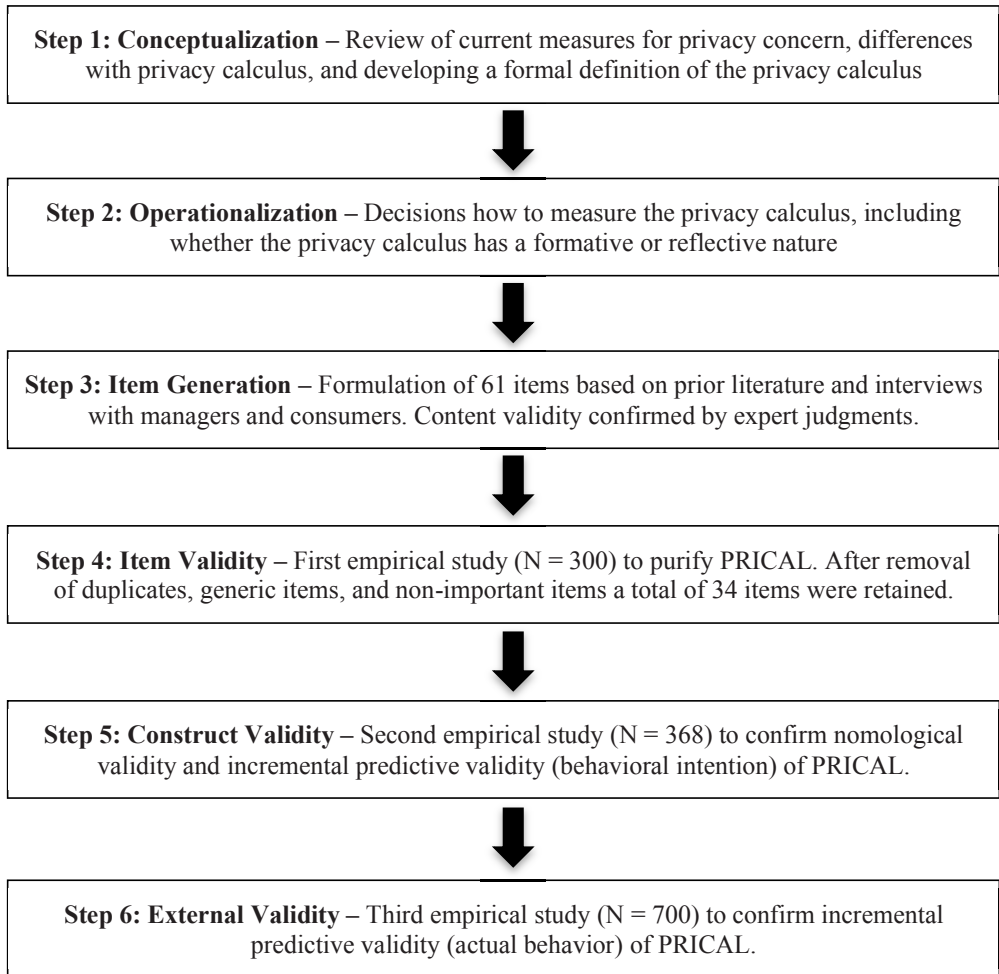 Step 1: Conceptualization – Review of current measures for privacy concern, differences
with privacy calculus, and developing a formal definition of the privacy calculus
Step 2: Operationalization – Decisions how to measure the privacy calculus, including
whether the privacy calculus has a formative or reflective nature
Step 3: Item Generation – Formulation of 61 items based on prior literature and interviews
with managers and consumers. Content validity confirmed by expert judgments.
Step 4: Item Validity – First empirical study (N = 300) to purify PRICAL. After removal
of duplicates, generic items, and non-important items a total of 34 items were retained.
Step 5: Construct Validity – Second empirical study (N = 368) to confirm nomological
validity and incremental predictive validity (behavioral intention) of PRICAL.
Step 6: External Validity – Third empirical study (N = 700) to confirm incremental
predictive validity (actual behavior) of PRICAL.